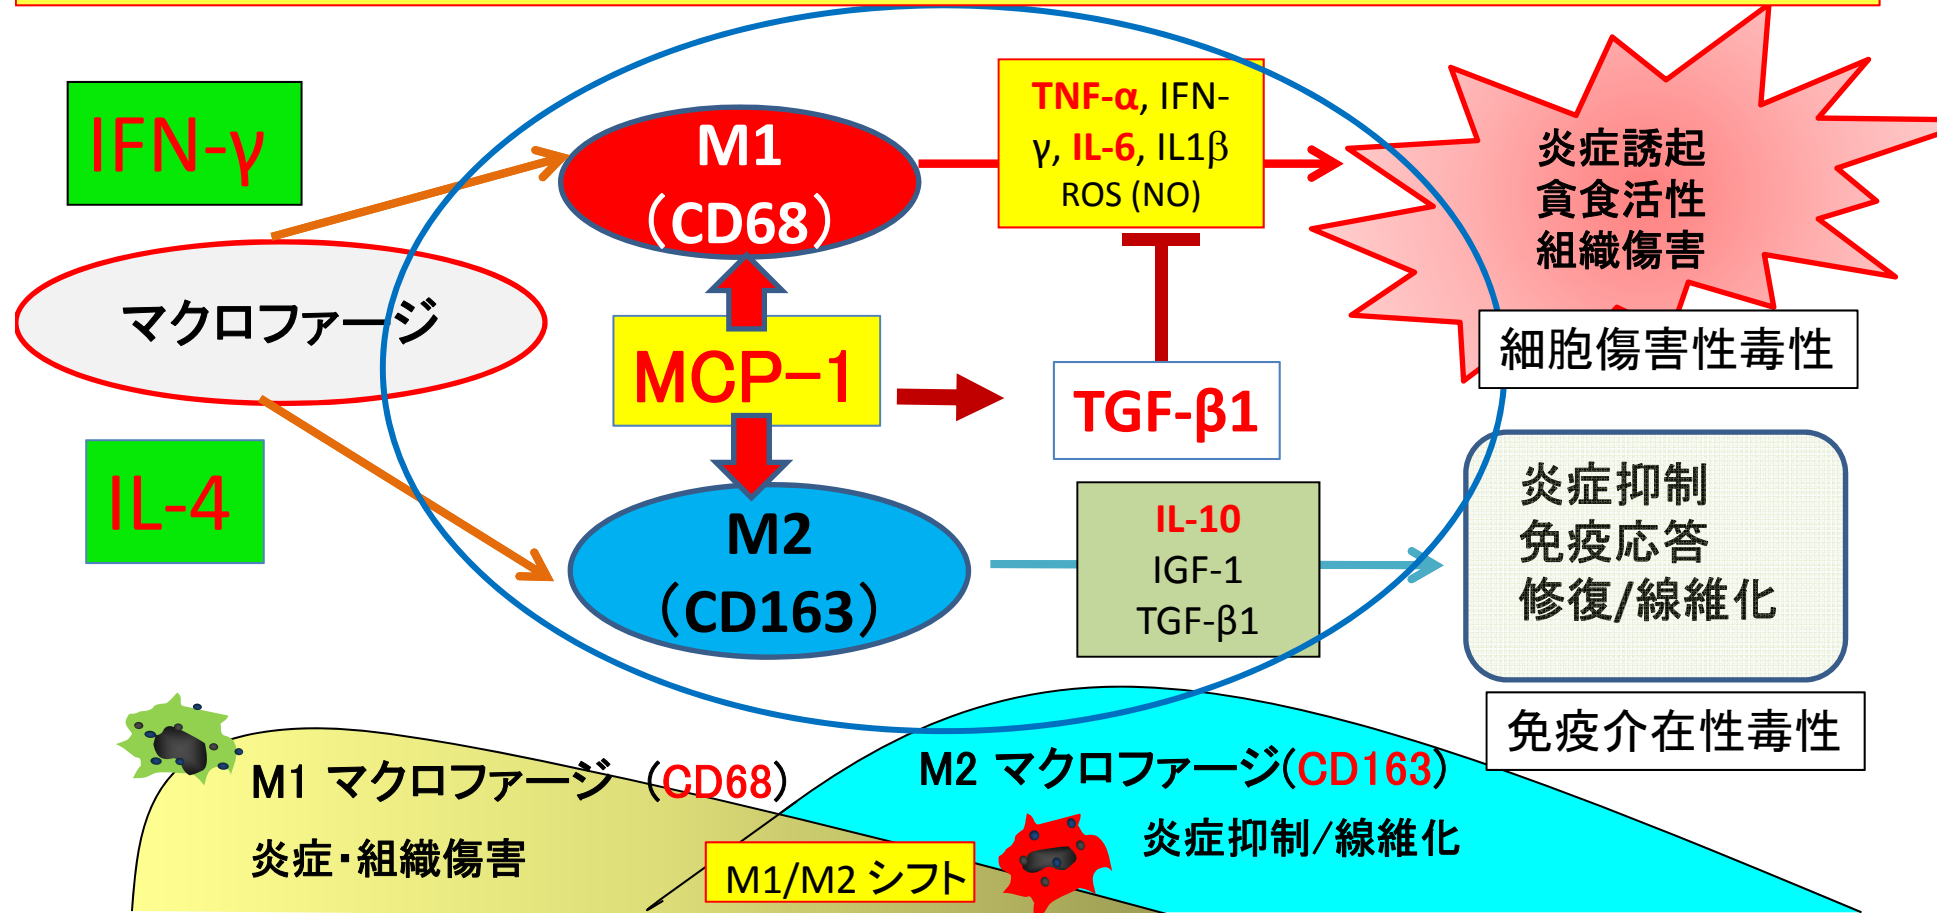 IFN-γ
マクロファージ
IL-4
M1
（CD68）
MCP-1
M2
（CD163）
TNF-α, IFN-
γ, IL-6, IL1β
ROS (NO)
TGF-β1
IL-10
IGF-1
TGF-β1
炎症誘起
貪食活性
組織傷害
細胞傷害性毒性
炎症抑制
免疫応答
修復/線維化
免疫介在性毒性
M1 マクロファージ （CD68）
炎症・組織傷害
M1/M2 シフト
M2 マクロファージ(CD163)
炎症抑制/線維化